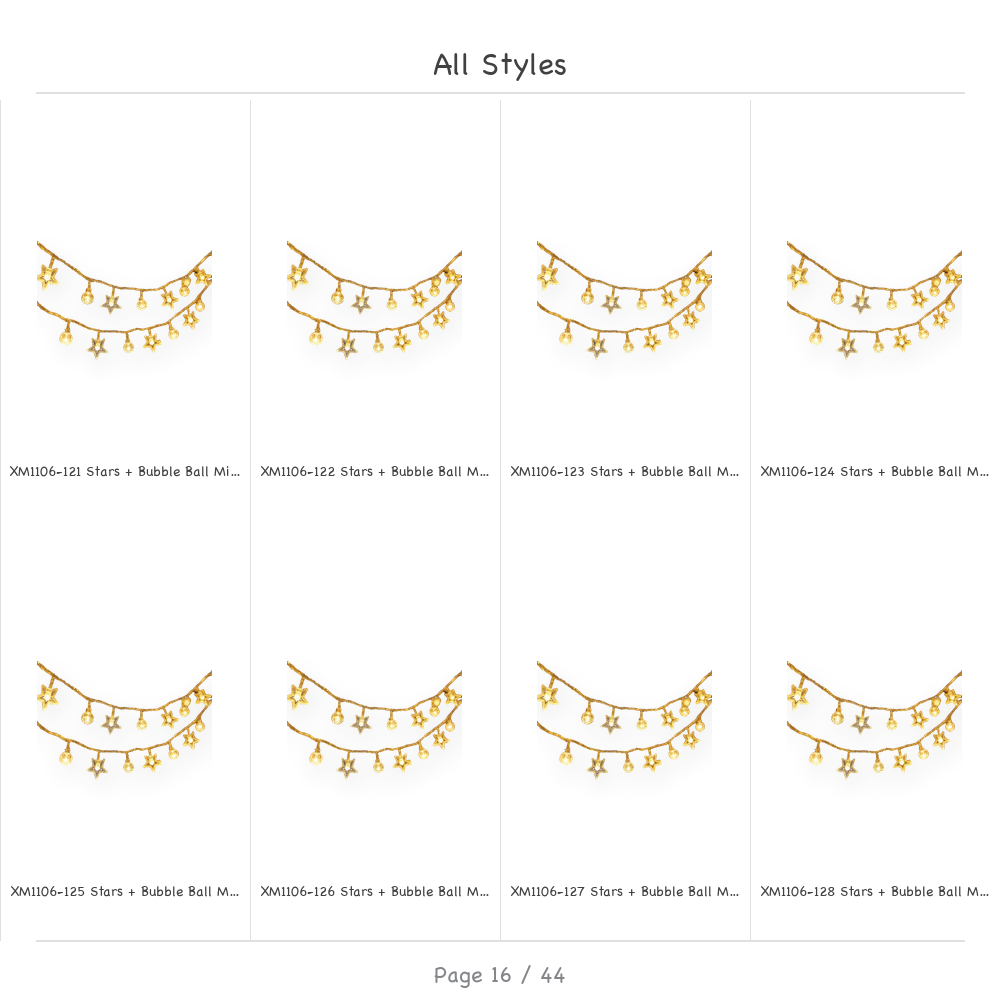 All Styles
XM1106-121 Stars + Bubble Ball Mi...
XM1106-122 Stars + Bubble Ball M...
XM1106-123 Stars + Bubble Ball M...
XM1106-124 Stars + Bubble Ball M...
XM1106-125 Stars + Bubble Ball M...
XM1106-126 Stars + Bubble Ball M...
XM1106-127 Stars + Bubble Ball M...
XM1106-128 Stars + Bubble Ball M...
Page 16 / 44